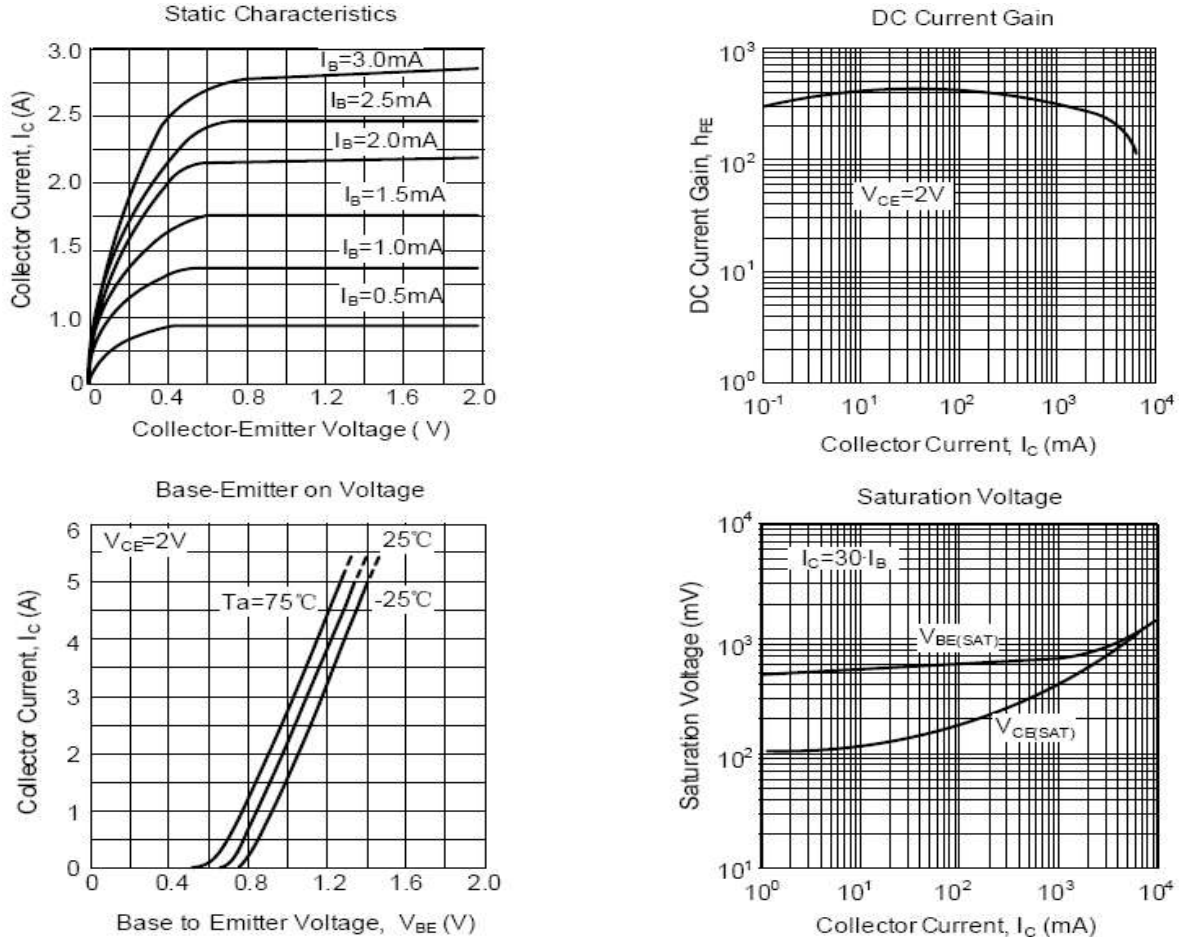 Static Characteristics
3.0
2.5
2.0
1.5
1.0
0
I_B=3.0mA
I_B=2.5mA
I_B=2.0mA
I_B=1.5mA
I_B=1.0mA
I_B=0.5mA
0 0.4 0.8 1.2 1.6 2.0
Collector Current, I_C (A)
Collector-Emitter Voltage ( V)
DC Current Gain
10^3
10^2
10^1
10^0
V_CE=2V
10^-1 10^1 10^2 10^3 10^4
DC Current Gain, h_FE
Collector Current, I_C (mA)
Base-Emitter on Voltage
6
5
4
3
2
1
0
V_CE=2V
25℃
Ta=75℃
-25℃
0 0.4 0.8 1.2 1.6 2.0
Collector Current, I_C (A)
Base to Emitter Voltage, V_BE (V)
Saturation Voltage
10^4
10^3
10^2
10^1
I_C=30·I_B
V_BE(SAT)
V_CE(SAT)
10^0 10^1 10^2 10^3 10^4
Saturation Voltage (mV)
Collector Current, I_C (mA)